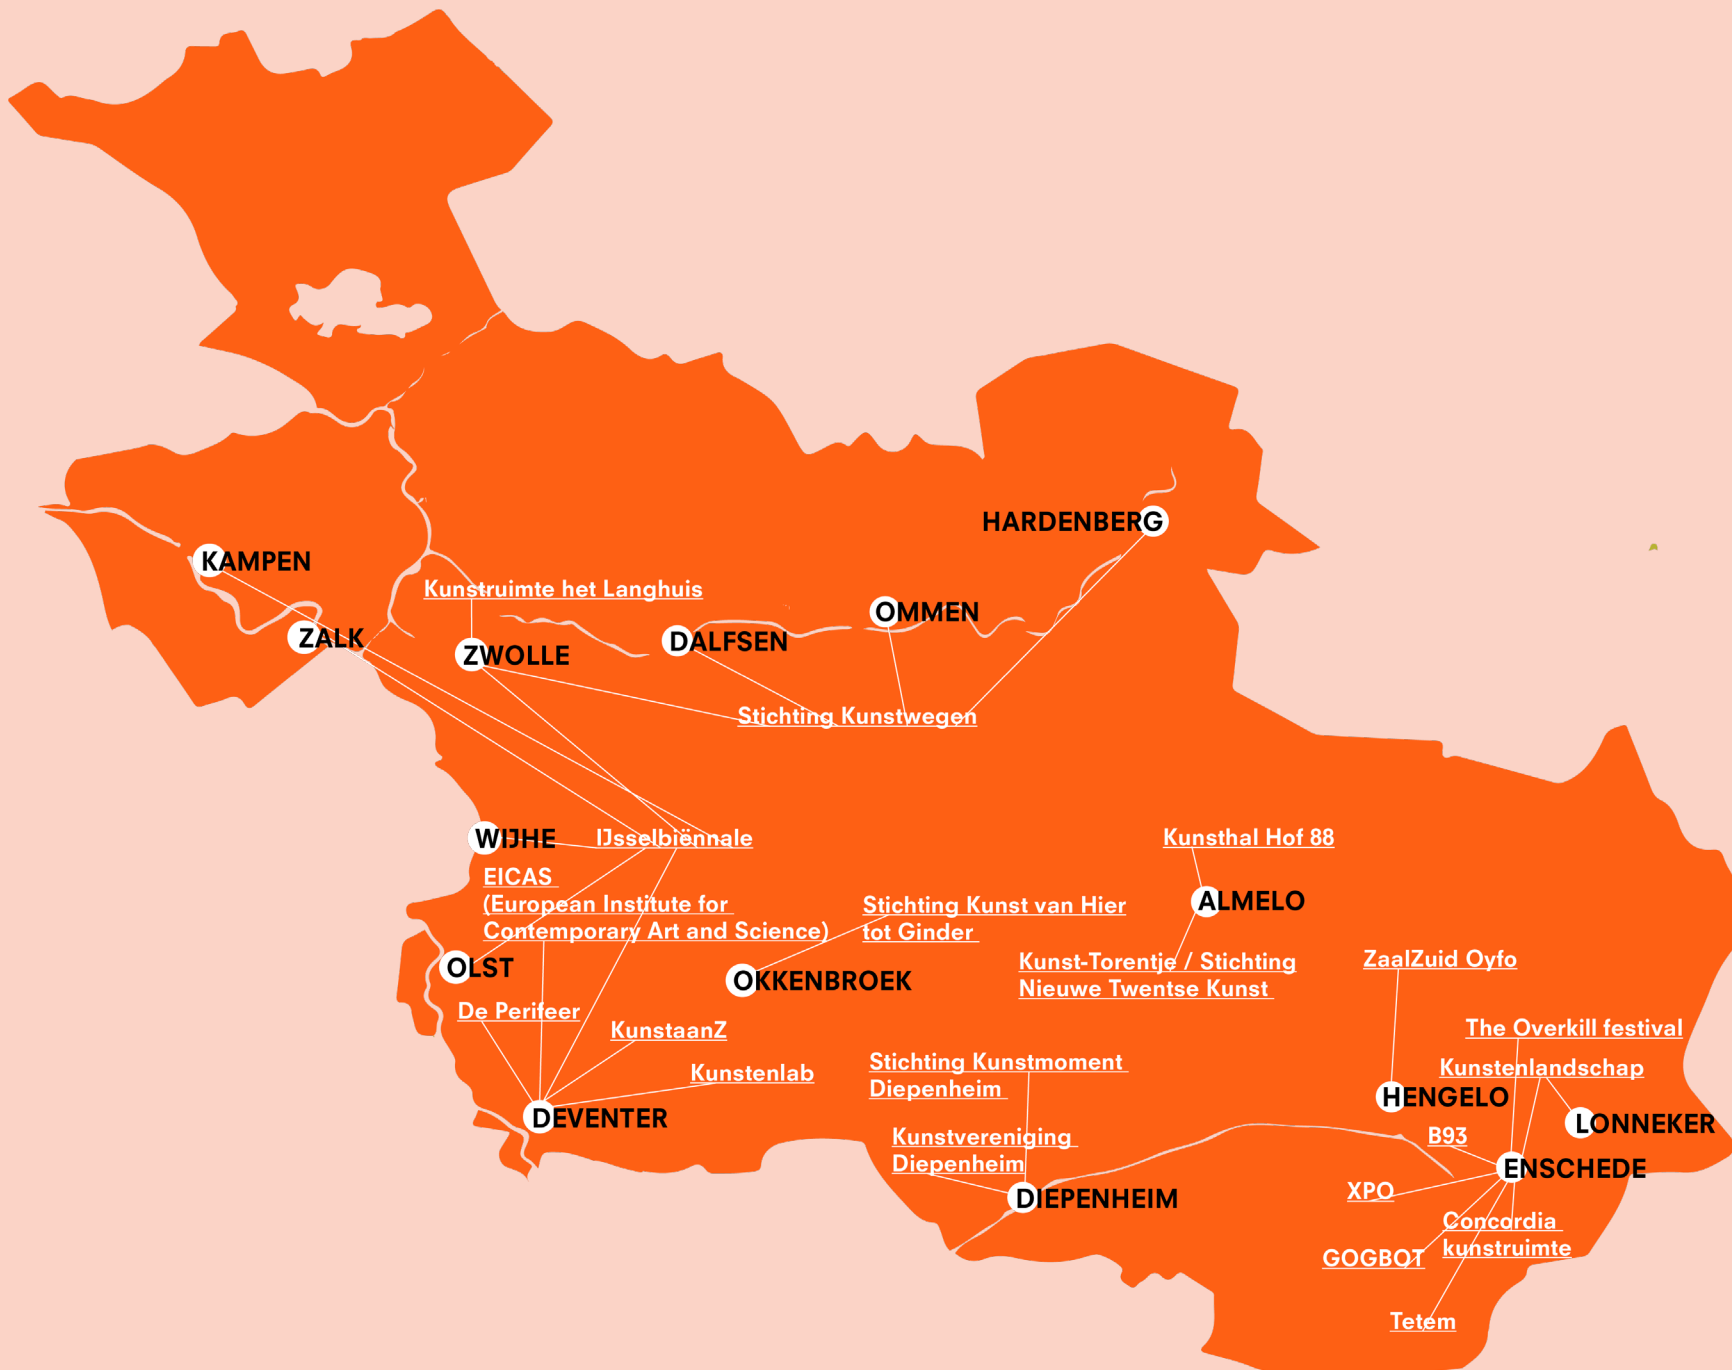 HARDENBERG
KAMPEN
Kunstruimte het Langhuis
OMMEN
ZALK
DALFSEN
ZWOLLE
Stichting Kunstwegen
WIJHE
IJsselbiënnale
Kunsthal Hof 88
EICAS
(European Institute for
Contemporary Art and Science)
ALMELO
Stichting Kunst van Hier
tot Ginder
OLST
OKKENBROEK
Kunst-Torentje / Stichting
Nieuwe Twentse Kunst
ZaalZuid Oyfo
De Perifeer
KunstaanZ
The Overkill festival
Kunstenlab
Stichting Kunstmoment
Diepenheim
Kunstenlandschap
HENGELO
DEVENTER
LONNEKER
Kunstvereniging
Diepenheim
B93
ENSCHEDE
DIEPENHEIM
XPO
Concordia
kunstruimte
GOGBOT
Tetem